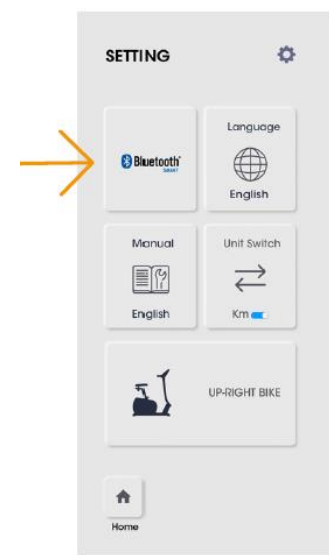 SETTING
Language
Bluetooth®
SMART
English
Manual
Unit Switch
English
Km
UP-RIGHT BIKE
Home